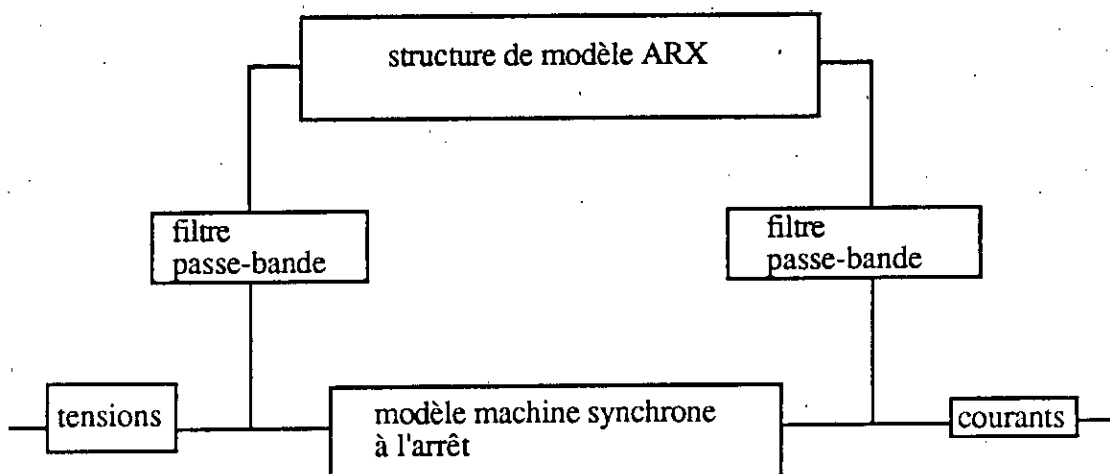 structure de modèle ARX
filtre
passe-bande
filtre
passe-bande
tensions
modèle machine synchrone
à l'arrêt
courants